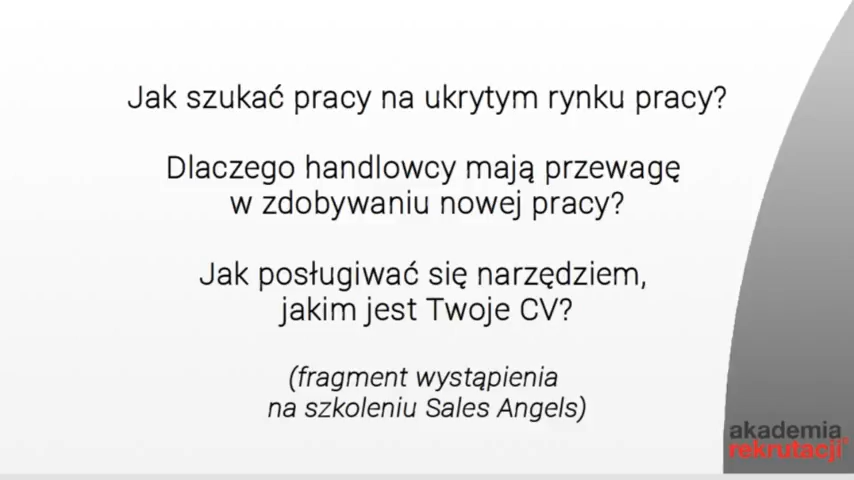 Jak szukać pracy na ukrytym rynku pracy?
Dlaczego handlowcy mają przewagę
w zdobywaniu nowej pracy?
Jak posługiwać się narzędziem,
jakim jest Twoje CV?
(fragment wystąpienia
na szkoleniu Sales Angels)
akademia
rekrutacji